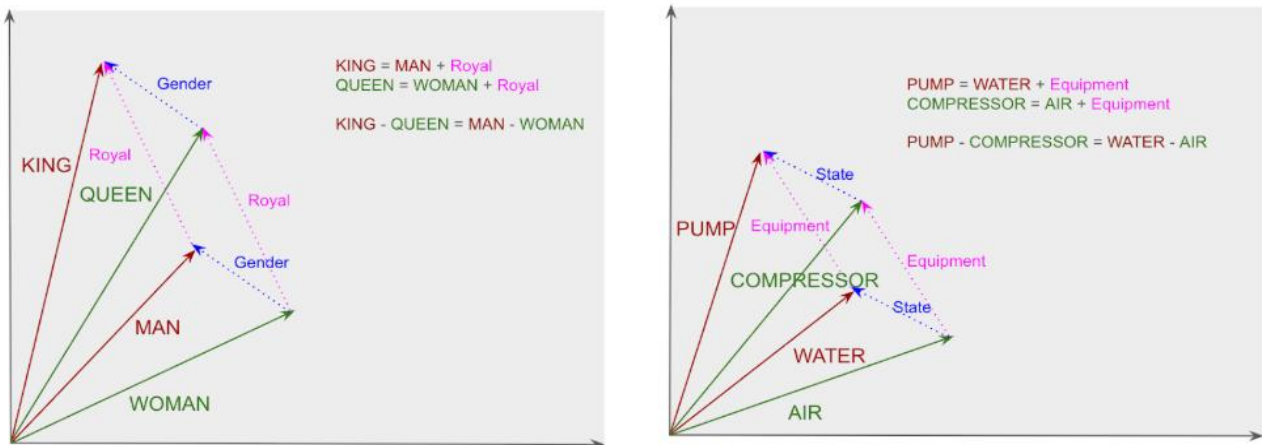 KING = MAN + Royal
QUEEN = WOMAN + Royal
KING - QUEEN = MAN - WOMAN
Gender
Royal
KING
QUEEN
Royal
Gender
MAN
WOMAN
PUMP = WATER + Equipment
COMPRESSOR = AIR + Equipment
PUMP - COMPRESSOR = WATER - AIR
State
PUMP
Equipment
Equipment
COMPRESSOR
State
WATER
AIR